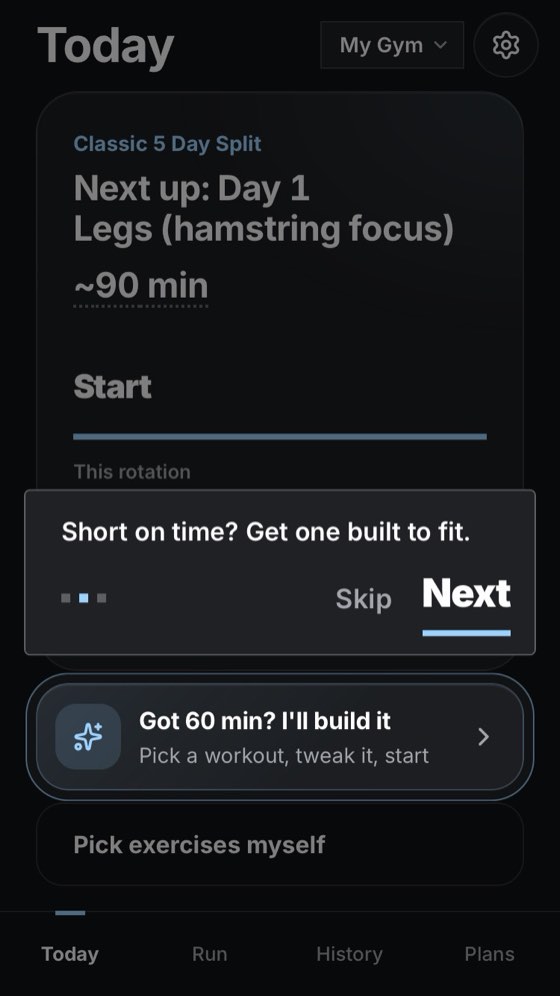 Today
My Gym
Classic 5 Day Split
Next up: Day 1
Legs (hamstring focus)
~90 min
Start
This rotation
Short on time? Get one built to fit.
Skip
Next
Got 60 min? I'll build it
Pick a workout, tweak it, start
Pick exercises myself
Today
Run
History
Plans